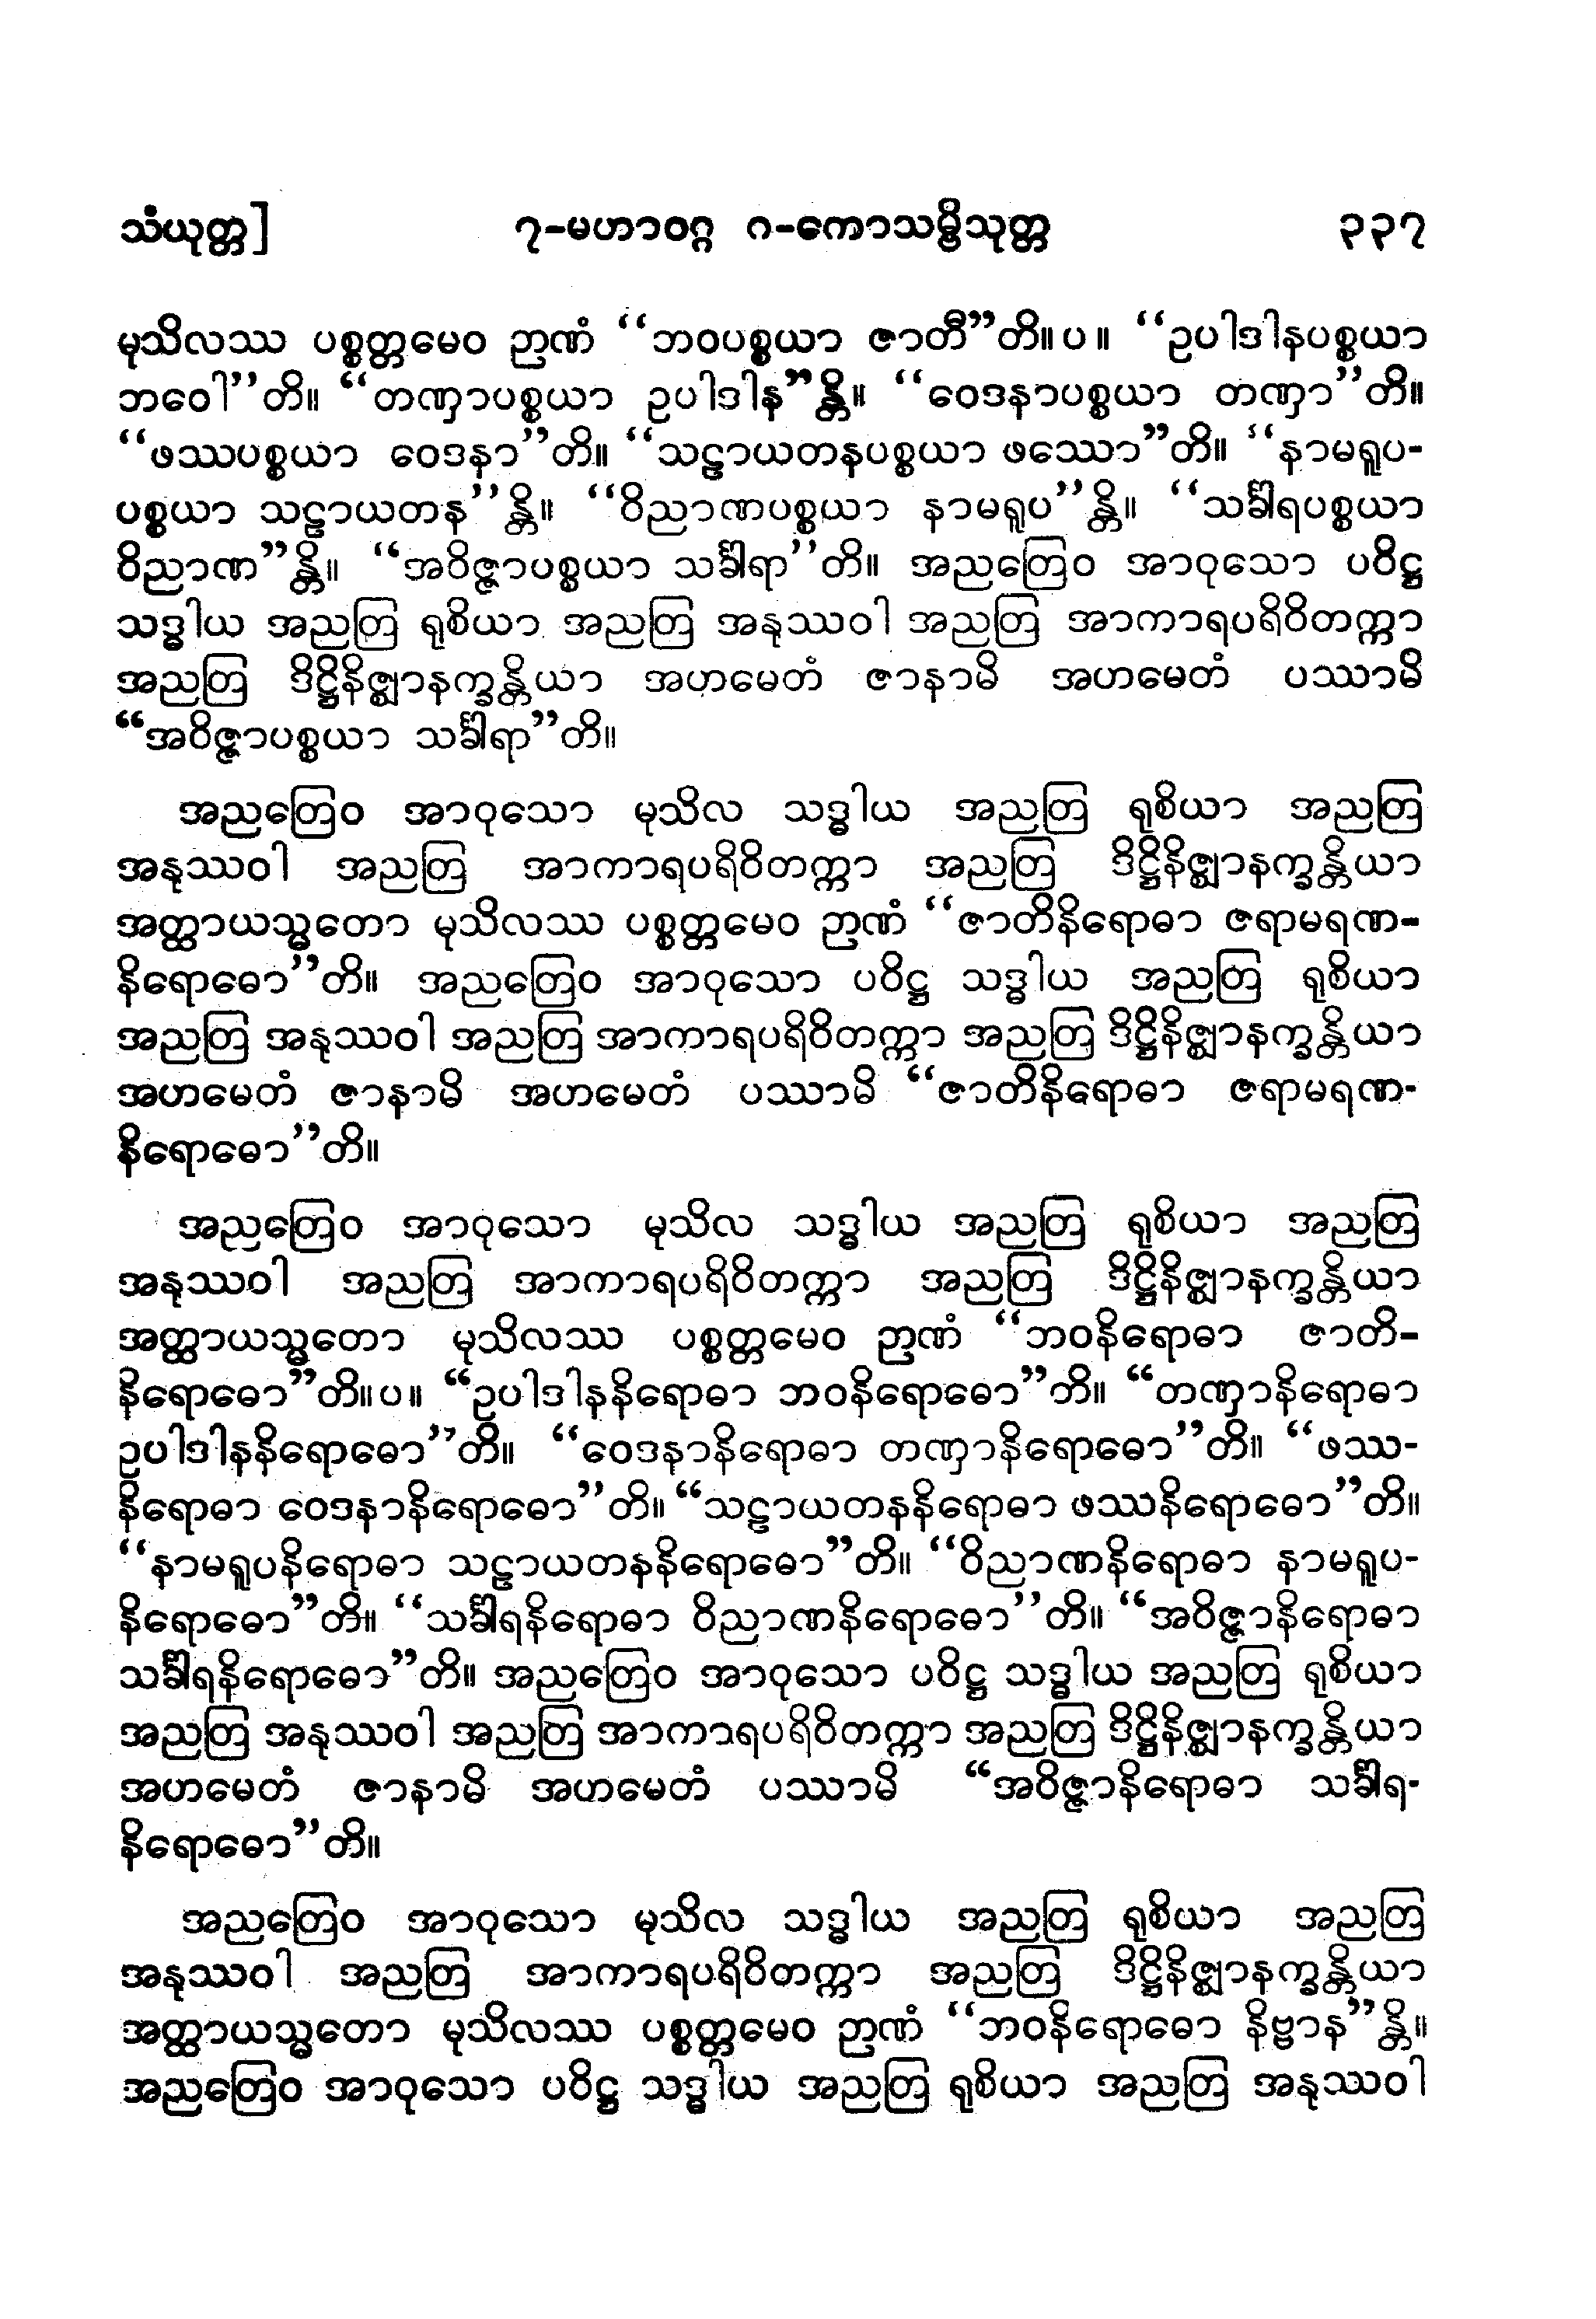 သံယုတ္တ] ၇-မဟာဝဂ္ဂ ဂ-ကောသမ္ဗိသုတ္တ ၃၃၇
မုသိလဿ ပစ္စတ္တမေဝ ဉာဏံ “ဘဝပစ္စယာ ဇာတီ”တိ။ပ။ “ဥပါဒါနပစ္စယာ
ဘဝေါ”တိ။ “တဏှာပစ္စယာ ဥပါဒါန”န္တိ။ “ဝေဒနာပစ္စယာ တဏှာ”တိ။
“ဖဿပစ္စယာ ဝေဒနာ”တိ။ “သဠာယတနပစ္စယာ ဖဿော”တိ။ “နာမရူပ-
ပစ္စယာ သဠာယတန”န္တိ။ “ဝိညာဏပစ္စယာ နာမရူပ”န္တိ။ “သင်္ခါရပစ္စယာ
ဝိညာဏ”န္တိ။ “အဝိဇ္ဇာပစ္စယာ သင်္ခါရာ”တိ။ အညတြေဝ အာဝုသော ပဝိဋ္ဌ
သဒ္ဓါယ အညတြ ရုစိယာ အညတြ အနုဿဝါ အညတြ အာကာရပရိဝိတက္ကာ
အညတြ ဒိဋ္ဌိနိဇ္ဈာနက္ခန္တိယာ အဟမေတံ ဇာနာမိ အဟမေတံ ပဿာမိ
“အဝိဇ္ဇာပစ္စယာ သင်္ခါရာ”တိ။
အညတြေဝ အာဝုသော မုသိလ သဒ္ဓါယ အညတြ ရုစိယာ အညတြ
အနုဿဝါ အညတြ အာကာရပရိဝိတက္ကာ အညတြ ဒိဋ္ဌိနိဇ္ဈာနက္ခန္တိယာ
အတ္ထာယသ္မတော မုသိလဿ ပစ္စတ္တမေဝ ဉာဏံ “ဇာတိနိရောဓာ ဇရာမရဏ-
နိရောဓော”တိ။ အညတြေဝ အာဝုသော ပဝိဋ္ဌ သဒ္ဓါယ အညတြ ရုစိယာ
အညတြ အနုဿဝါ အညတြ အာကာရပရိဝိတက္ကာ အညတြ ဒိဋ္ဌိနိဇ္ဈာနက္ခန္တိယာ
အဟမေတံ ဇာနာမိ အဟမေတံ ပဿာမိ “ဇာတိနိရောဓာ ဇရာမရဏ-
နိရောဓော”တိ။
အညတြေဝ အာဝုသော မုသိလ သဒ္ဓါယ အညတြ ရုစိယာ အညတြ
အနုဿဝါ အညတြ အာကာရပရိဝိတက္ကာ အညတြ ဒိဋ္ဌိနိဇ္ဈာနက္ခန္တိယာ
အတ္ထာယသ္မတော မုသိလဿ ပစ္စတ္တမေဝ ဉာဏံ “ဘဝနိရောဓာ ဇာတိ-
နိရောဓော”တိ။ပ။ “ဥပါဒါနနိရောဓာ ဘဝနိရောဓော”တိ။ “တဏှာနိရောဓာ
ဥပါဒါနနိရောဓော”တိ။ “ဝေဒနာနိရောဓာ တဏှာနိရောဓော”တိ။ “ဖဿ-
နိရောဓာ ဝေဒနာနိရောဓော”တိ။ “သဠာယတနနိရောဓာ ဖဿနိရောဓော”တိ။
“နာမရူပနိရောဓာ သဠာယတနနိရောဓော”တိ။ “ဝိညာဏနိရောဓာ နာမရူပ-
နိရောဓော”တိ။ “သင်္ခါရနိရောဓာ ဝိညာဏနိရောဓော”တိ။ “အဝိဇ္ဇာနိရောဓာ
သင်္ခါရနိရောဓော”တိ။ အညတြေဝ အာဝုသော ပဝိဋ္ဌ သဒ္ဓါယ အညတြ ရုစိယာ
အညတြ အနုဿဝါ အညတြ အာကာရပရိဝိတက္ကာ အညတြ ဒိဋ္ဌိနိဇ္ဈာနက္ခန္တိယာ
အဟမေတံ ဇာနာမိ အဟမေတံ ပဿာမိ “အဝိဇ္ဇာနိရောဓာ သင်္ခါရ-
နိရောဓော”တိ။
အညတြေဝ အာဝုသော မုသိလ သဒ္ဓါယ အညတြ ရုစိယာ အညတြ
အနုဿဝါ အညတြ အာကာရပရိဝိတက္ကာ အညတြ ဒိဋ္ဌိနိဇ္ဈာနက္ခန္တိယာ
အတ္ထာယသ္မတော မုသိလဿ ပစ္စတ္တမေဝ ဉာဏံ “ဘဝနိရောဓော နိဗ္ဗာန”န္တိ။
အညတြေဝ အာဝုသော ပဝိဋ္ဌ သဒ္ဓါယ အညတြ ရုစိယာ အညတြ အနုဿဝါ